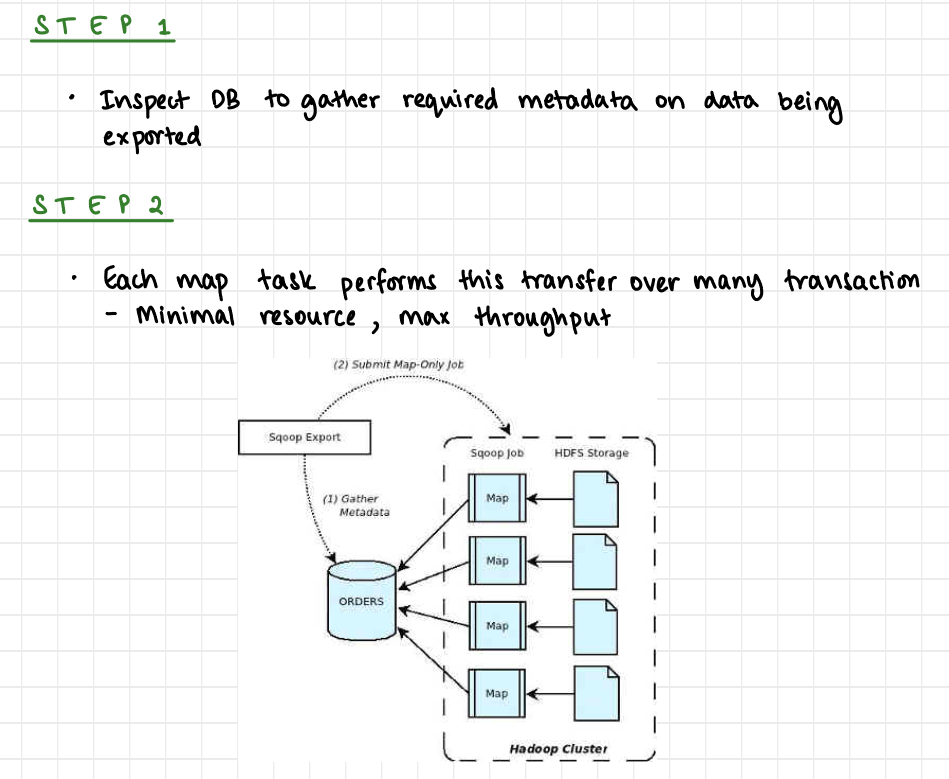 STEP 1
• Inspect DB to gather required metadata on data being
exported
STEP 2
• Each map task performs this transfer over many transaction
- Minimal resource, max throughput
(2) Submit Map-Only Job
Sqoop Export
Sqoop Job
HDFS Storage
(1) Gather
Metadata
Map
Map
ORDERS
Map
Map
Hadoop Cluster